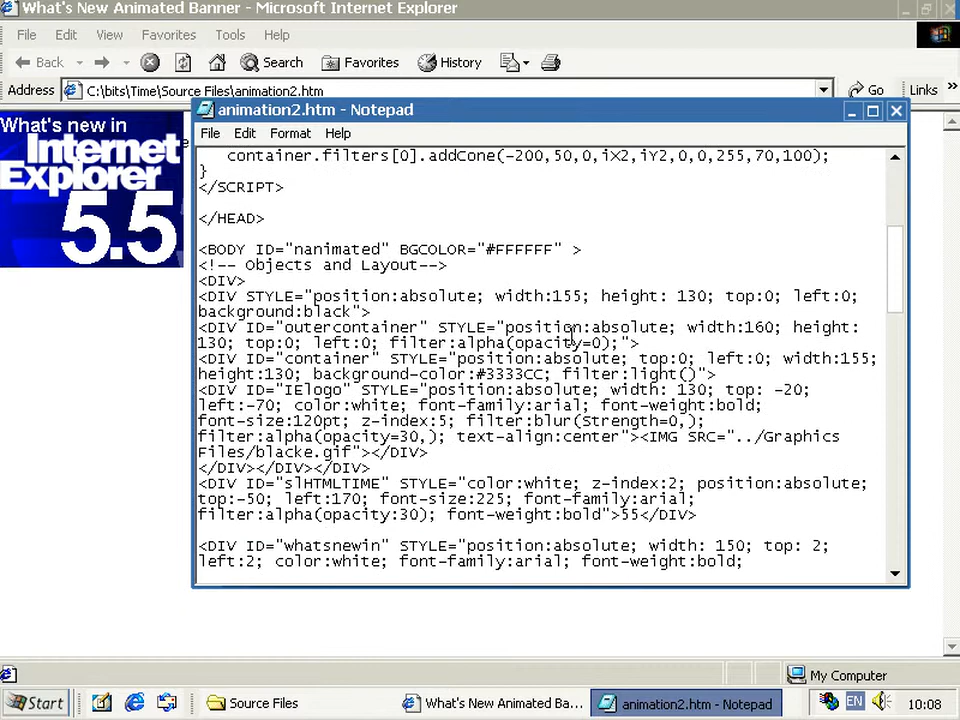 What's New Animated Banner - Microsoft Internet Explorer
File Edit View Favorites Tools Help
Back Search Favorites History
Address C:\bits\Time\Source Files\animation2.htm Go Links »
What's new in
Internet
Explorer
5.5
animation2.htm - Notepad
File Edit Format Help
container.filters[0].addCone(-200,50,0,iX2,iY2,0,0,255,70,100);
}
</SCRIPT>
</HEAD>
<BODY ID="nanimated" BGCOLOR="#FFFFFF" >
<!-- Objects and Layout-->
<DIV>
<DIV STYLE="position:absolute; width:155; height: 130; top:0; left:0;
background:black">
<DIV ID="outercontainer" STYLE="position:absolute; width:160; height:
130; top:0; left:0; filter:alpha(opacity=0);">
<DIV ID="container" STYLE="position:absolute; top:0; left:0; width:155;
height:130; background-color:#3333CC; filter:light()">
<DIV ID="IElogo" STYLE="position:absolute; width: 130; top: -20;
left:-70; color:white; font-family:arial; font-weight:bold;
font-size:120pt; z-index:5; filter:blur(Strength=0,);
filter:alpha(opacity=30,); text-align:center"><IMG SRC="../Graphics
Files/blacke.gif"></DIV>
</DIV></DIV></DIV>
<DIV ID="slHTMLTIME" STYLE="color:white; z-index:2; position:absolute;
top:-50; left:170; font-size:225; font-family:arial;
filter:alpha(opacity:30); font-weight:bold">55</DIV>
<DIV ID="whatsnewin" STYLE="position:absolute; width: 150; top: 2;
left:2; color:white; font-family:arial; font-weight:bold;
My Computer
Start Source Files What's New Animated Ba... animation2.htm - Notepad EN 10:08